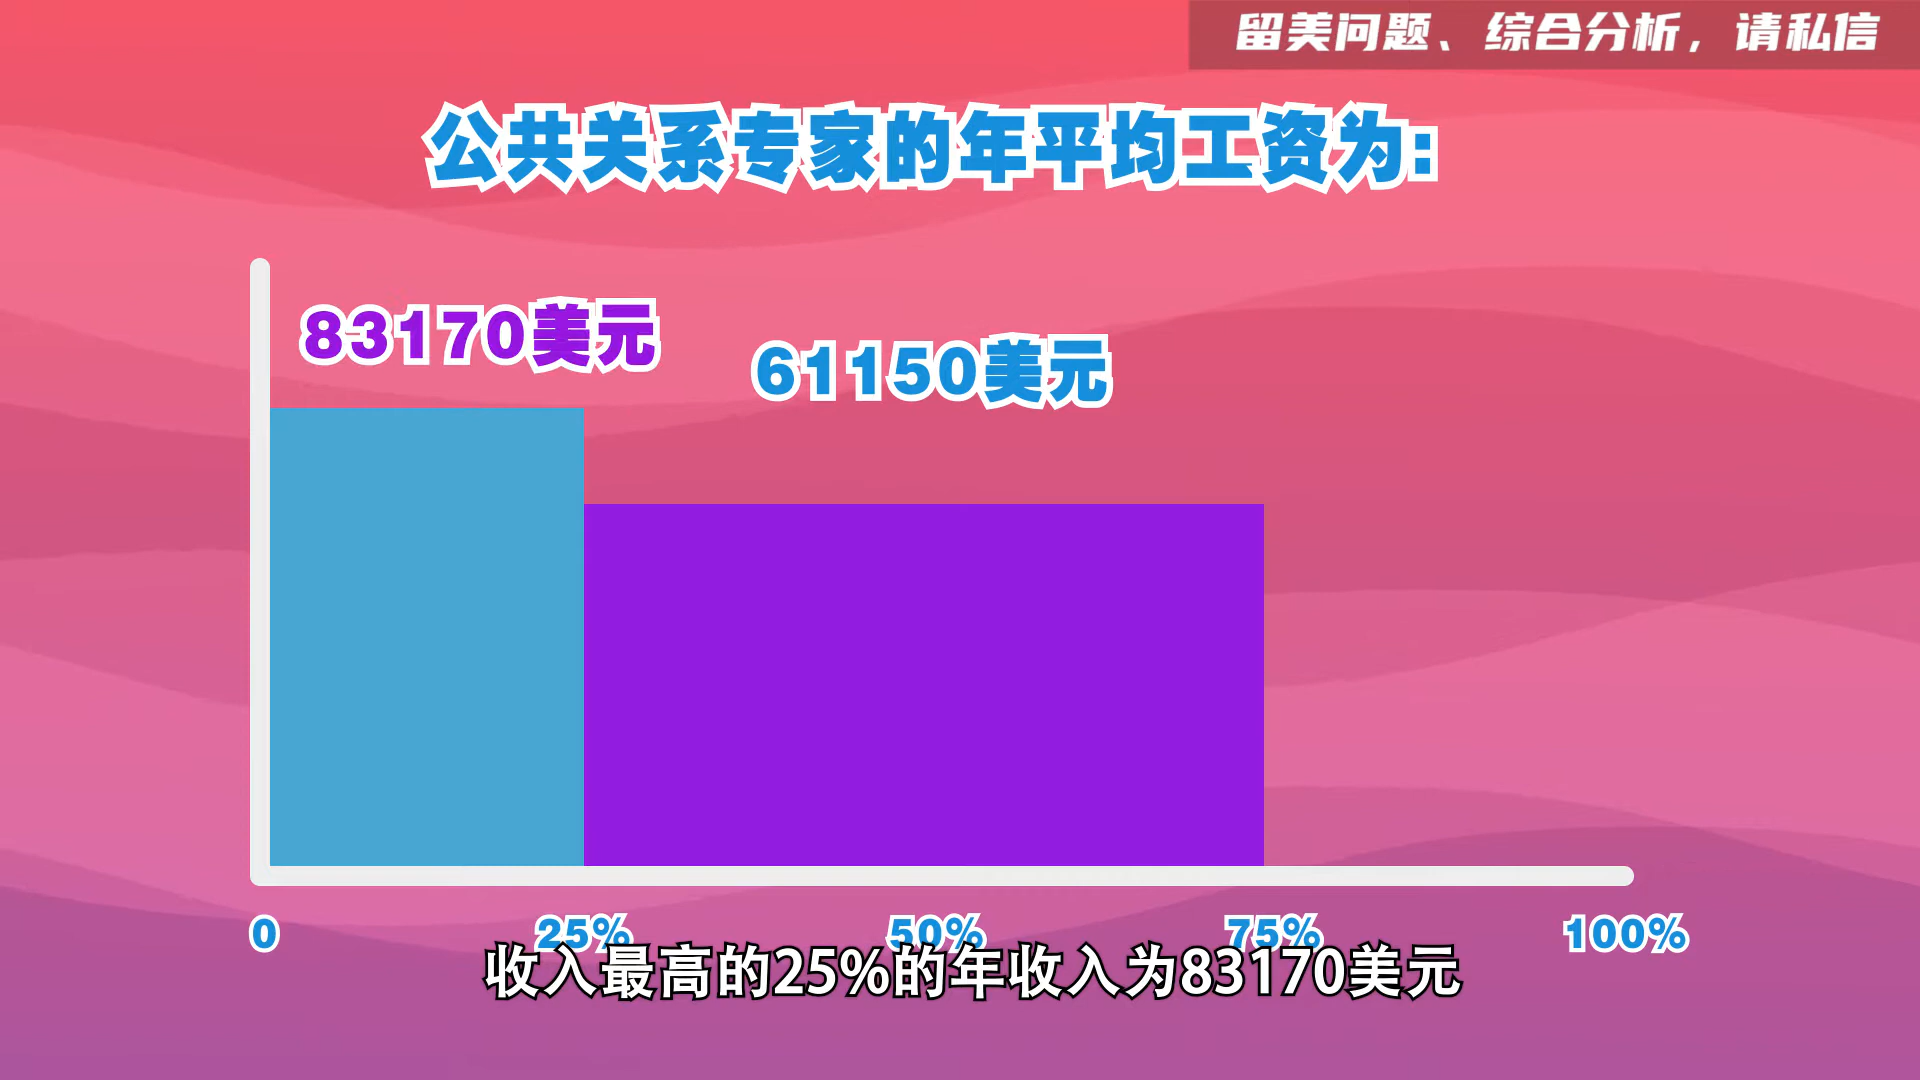 留美问题、综合分析，请私信
公共关系专家的年平均工资为:
83170美元
61150美元
0 25% 50% 75% 100%
收入最高的25%的年收入为83170美元